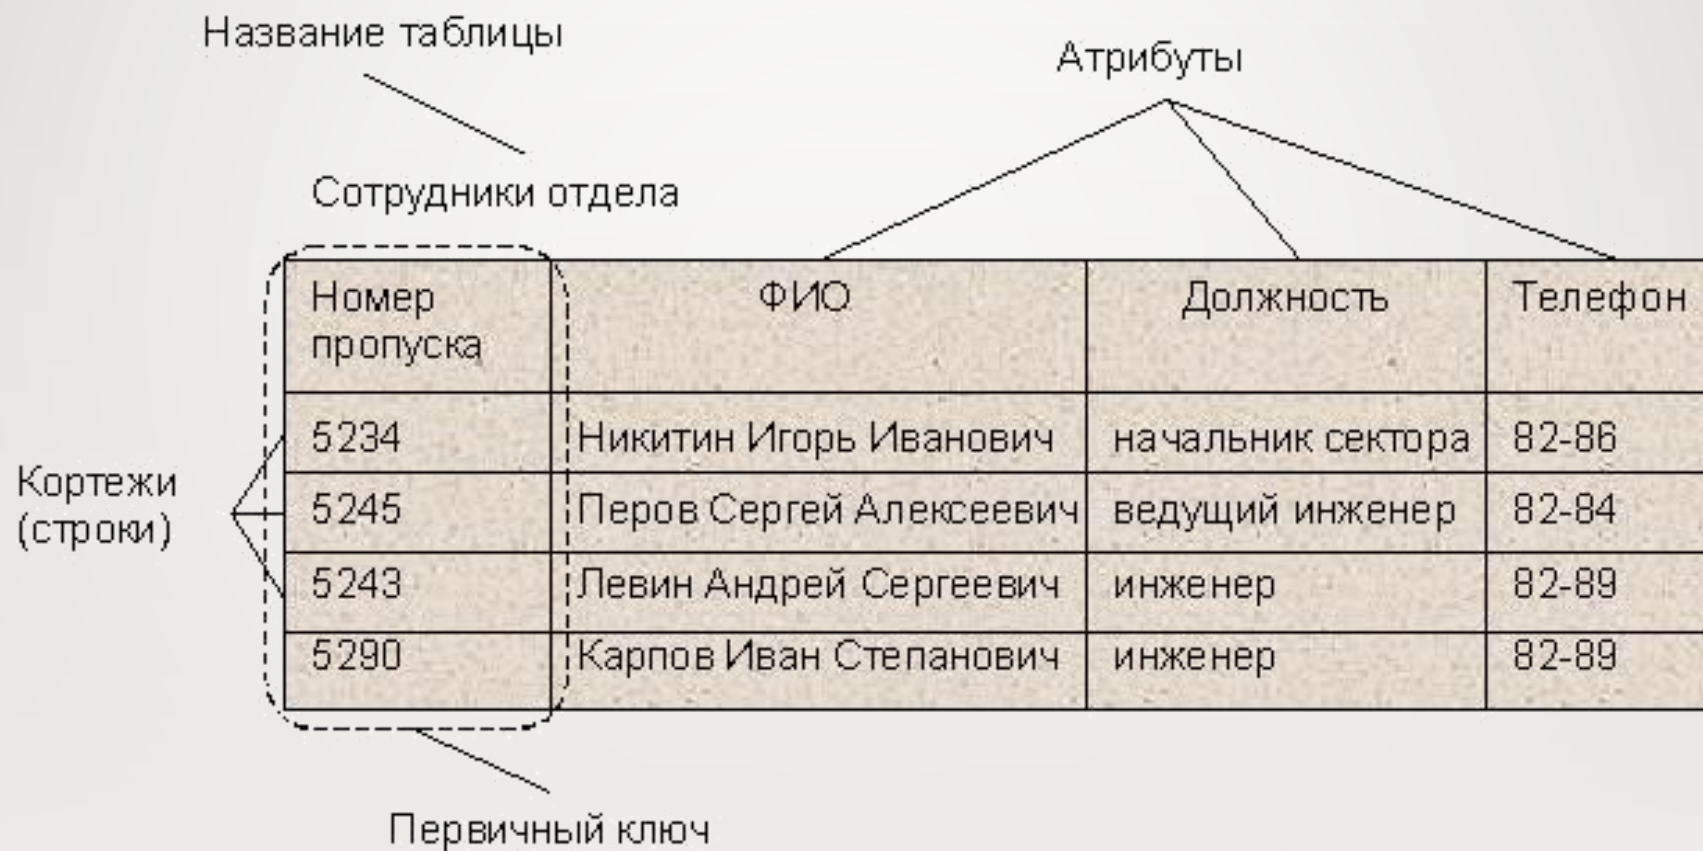 Название таблицы
Атрибуты
Сотрудники отдела
Номер пропуска ФИО Должность Телефон
5234 Никитин Игорь Иванович начальник сектора 82-86
Кортежи
(строки)
5245 Перов Сергей Алексеевич ведущий инженер 82-84
5243 Левин Андрей Сергеевич инженер 82-89
5290 Карпов Иван Степанович инженер 82-89
Первичный ключ